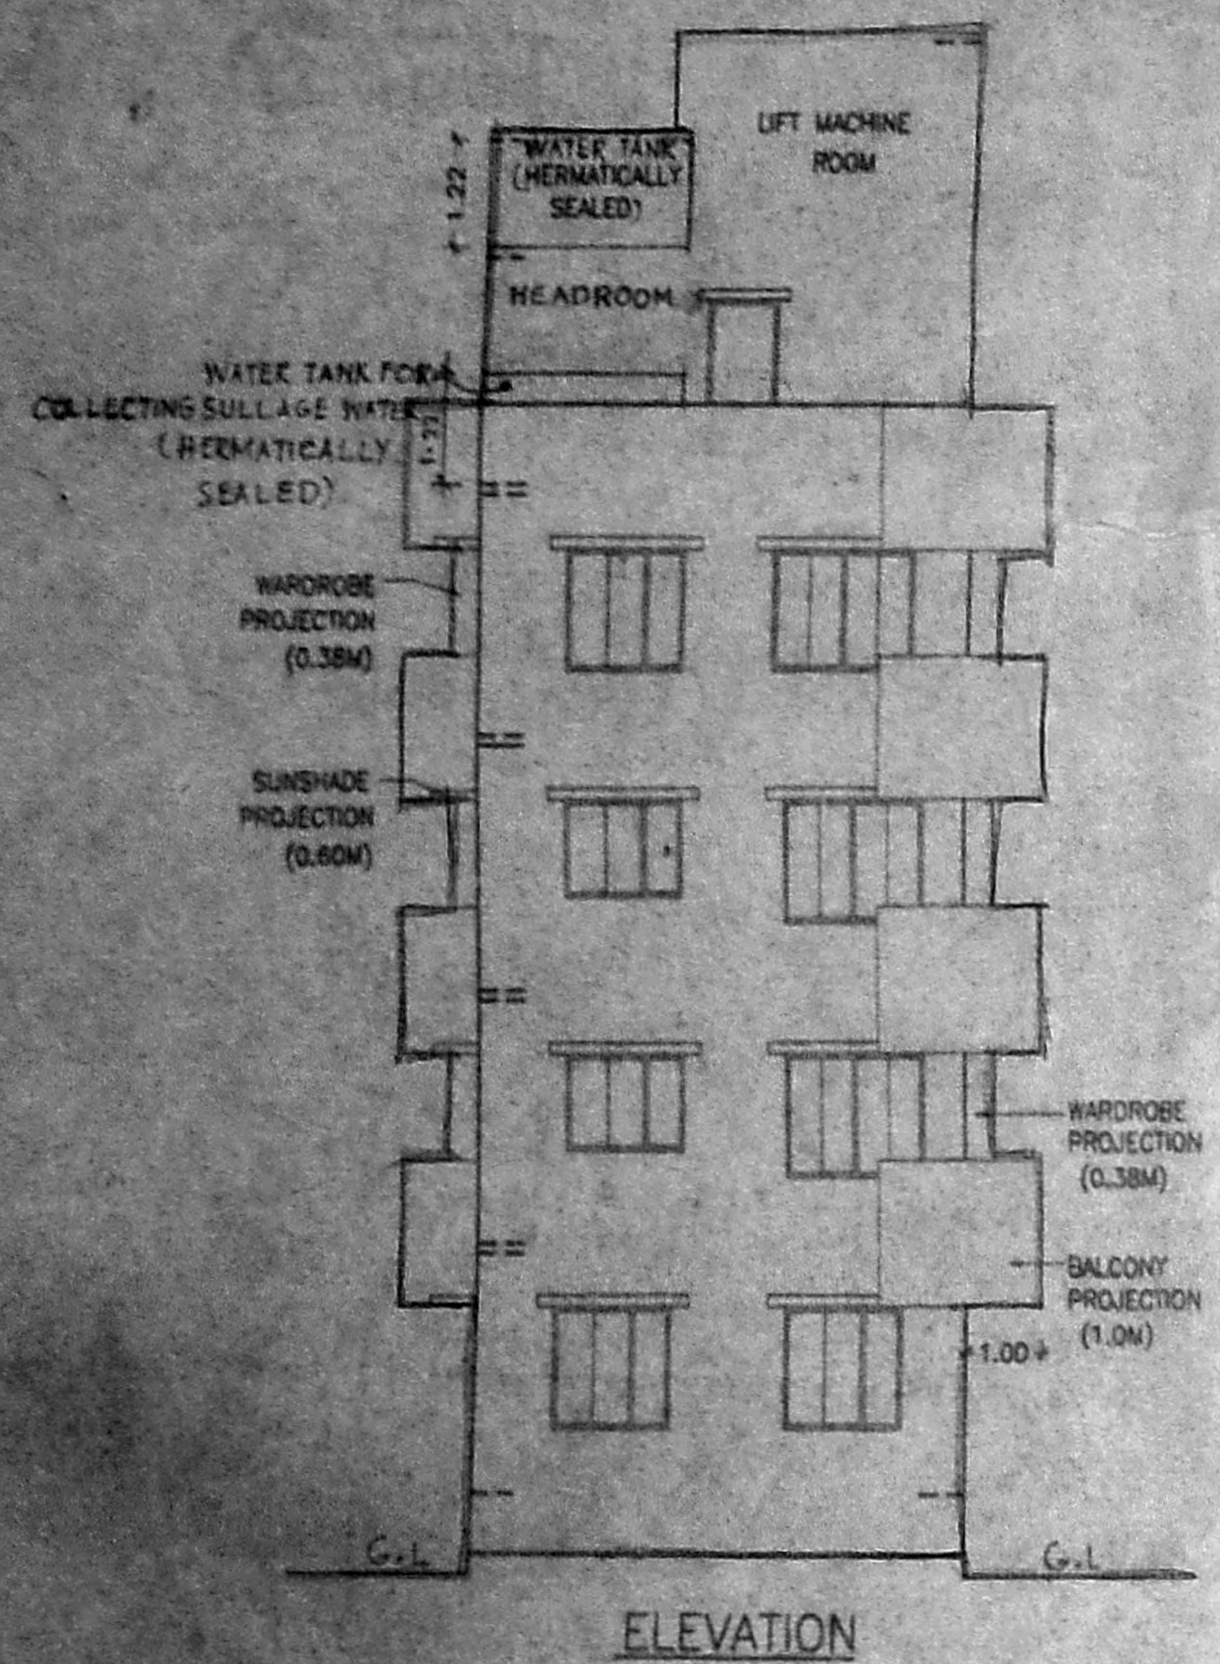 LIFT MACHINE
ROOM
WATER TANK
(HERMATICALLY
SEALED)
1.22
HEADROOM
WATER TANK FOR
COLLECTING SULLAGE WATER
(HERMATICALLY
SEALED)
WARDROBE
PROJECTION
(0.38M)
SUNSHADE
PROJECTION
(0.60M)
WARDROBE
PROJECTION
(0.38M)
BALCONY
PROJECTION
(1.0M)
1.00
G.L
G.L
ELEVATION